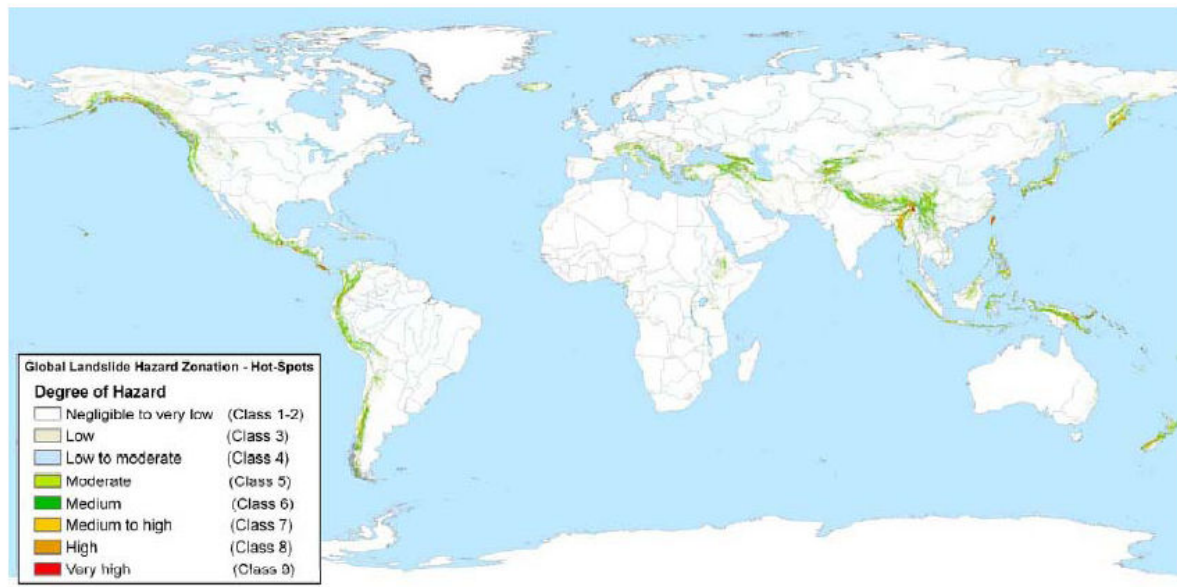 Global Landslide Hazard Zonation - Hot-Spots
Degree of Hazard
Negligible to very low (Class 1-2)
Low (Class 3)
Low to moderate (Class 4)
Moderate (Class 5)
Medium (Class 6)
Medium to high (Class 7)
High (Class 8)
Very high (Class 9)